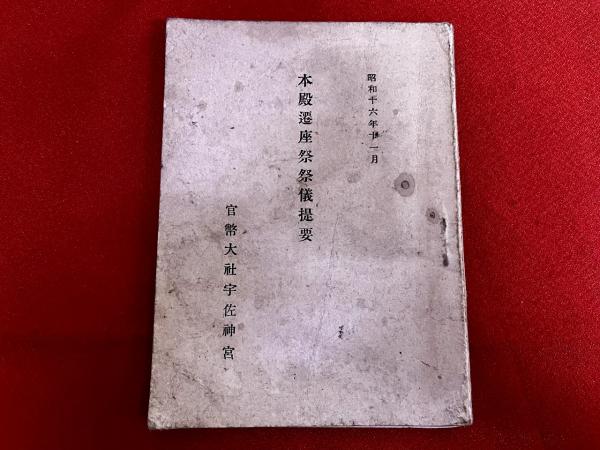 昭和十六年十一月
本殿遷座祭祭儀提要
官幣大社宇佐神宮